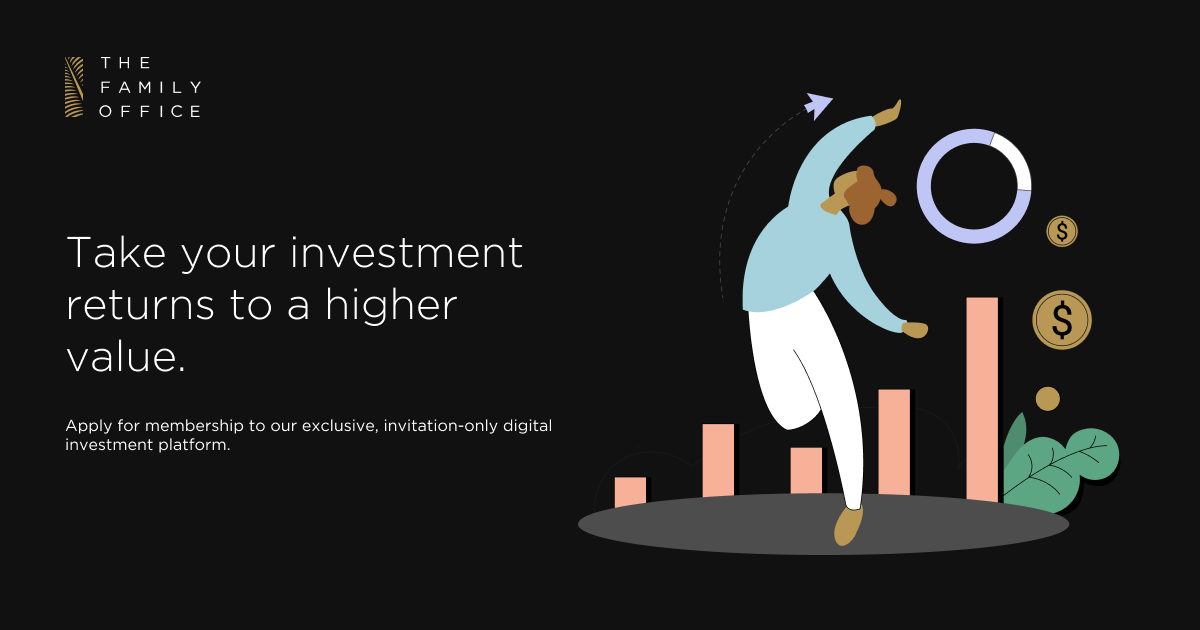 THE
FAMILY
OFFICE
Take your investment
returns to a higher
value.
Apply for membership to our exclusive, invitation-only digital
investment platform.
$
$